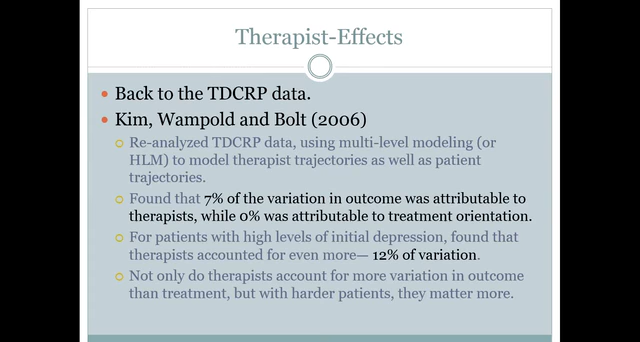 Therapist-Effects
Back to the TDCRP data.
Kim, Wampold and Bolt (2006)
Re-analyzed TDCRP data, using multi-level modeling (or
HLM) to model therapist trajectories as well as patient
trajectories.
Found that 7% of the variation in outcome was attributable to
therapists, while 0% was attributable to treatment orientation.
For patients with high levels of initial depression, found that
therapists accounted for even more— 12% of variation.
Not only do therapists account for more variation in outcome
than treatment, but with harder patients, they matter more.